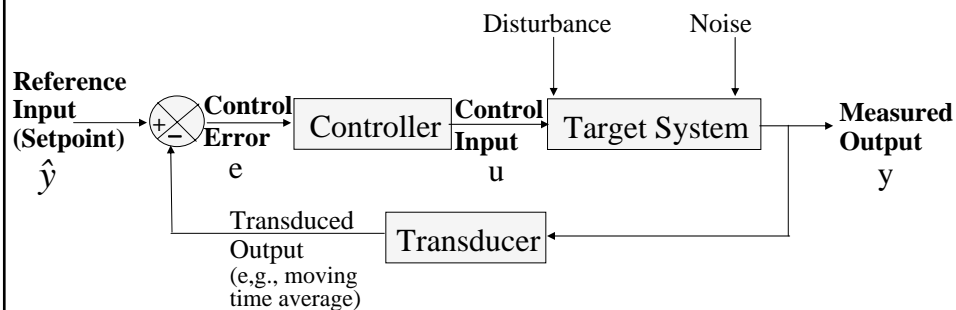 Disturbance
Noise
Reference
Input
(Setpoint)
ŷ
+
−
Control
Error
e
Controller
Control
Input
u
Target System
Measured
Output
y
Transduced
Output
(e,g., moving
time average)
Transducer